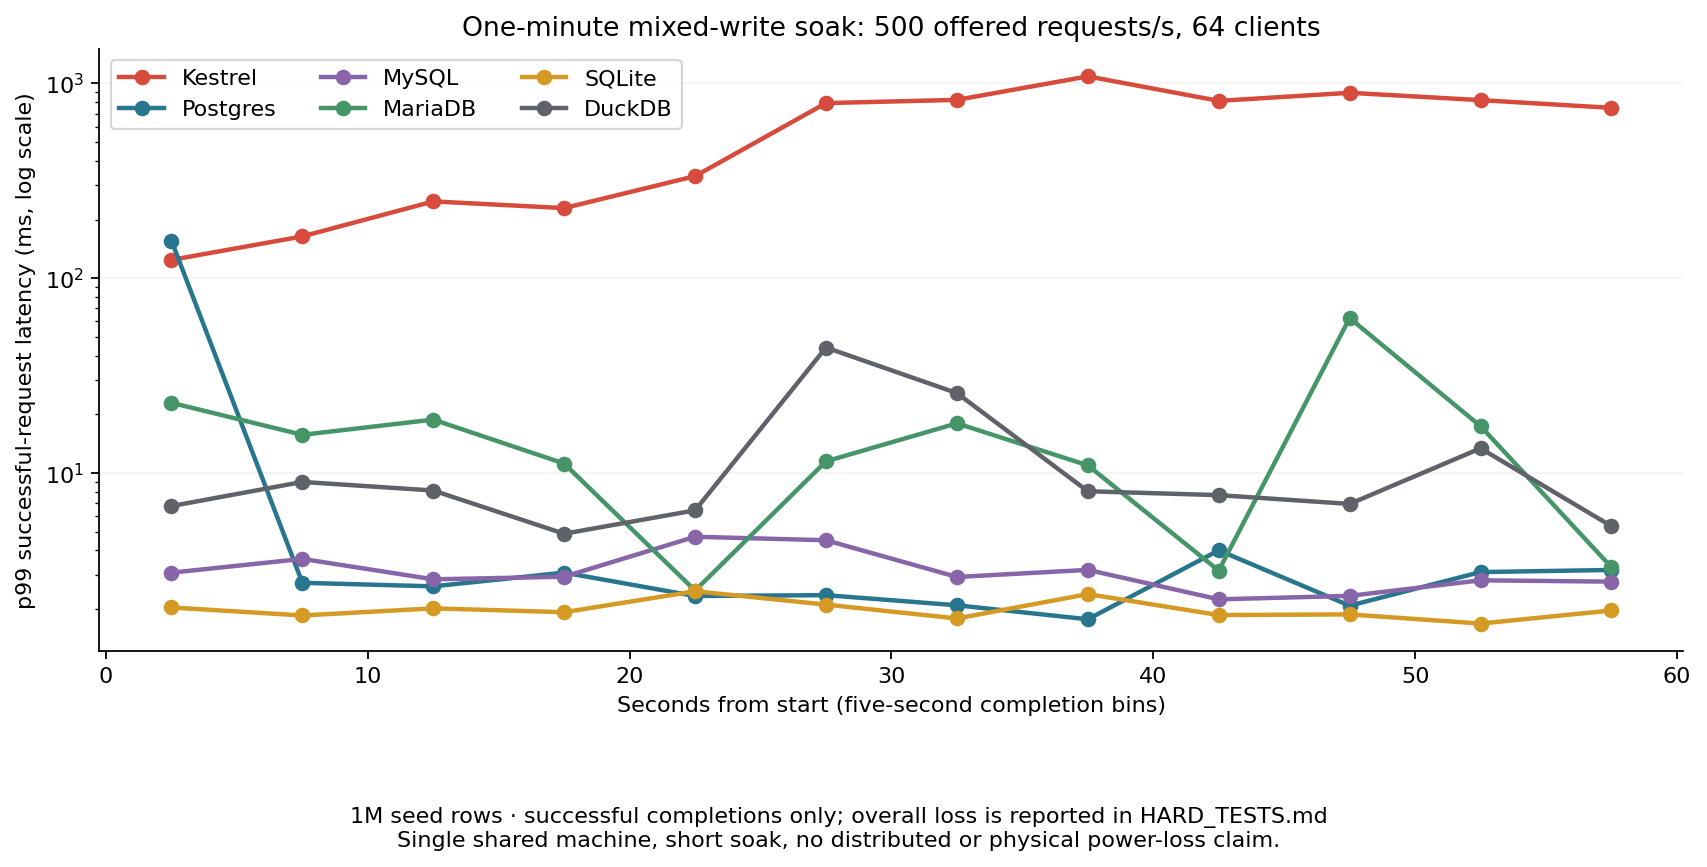 One-minute mixed-write soak: 500 offered requests/s, 64 clients
Kestrel
Postgres
MySQL
MariaDB
SQLite
DuckDB
p99 successful-request latency (ms, log scale)
10³
10²
10¹
0
10
20
30
40
50
60
Seconds from start (five-second completion bins)
1M seed rows · successful completions only; overall loss is reported in HARD_TESTS.md
Single shared machine, short soak, no distributed or physical power-loss claim.